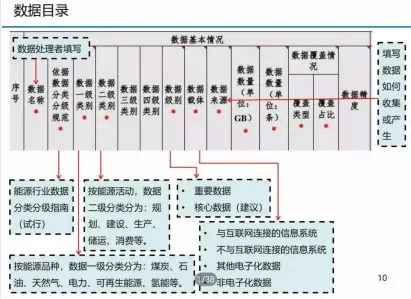 数据目录
数据处理者填写
数据基本情况
序号
数据名称*
依据数据分类分级规范*
数据一级类别*
数据二级类别*
数据三级类别
数据四级类别
数据级别*
数据载体*
数据来源*
数据数量(单位:GB)*
数据数量(单位:条)*
数据覆盖情况
覆盖类型*
覆盖占比*
数据精度
填写数据如何收集或产生
能源行业数据
分类分级指南
(试行)
按能源活动,数据
二级分类分为:规
划、建设、生产、
储运、消费等。
• 重要数据
• 核心数据(建议)
• 与互联网连接的信息系统
• 不与互联网连接的信息系统
• 其他电子化数据
非电子化数据
按能源品种,数据一级分类分为:煤炭、石
油、天然气、电力、可再生能源、氢能等。
10